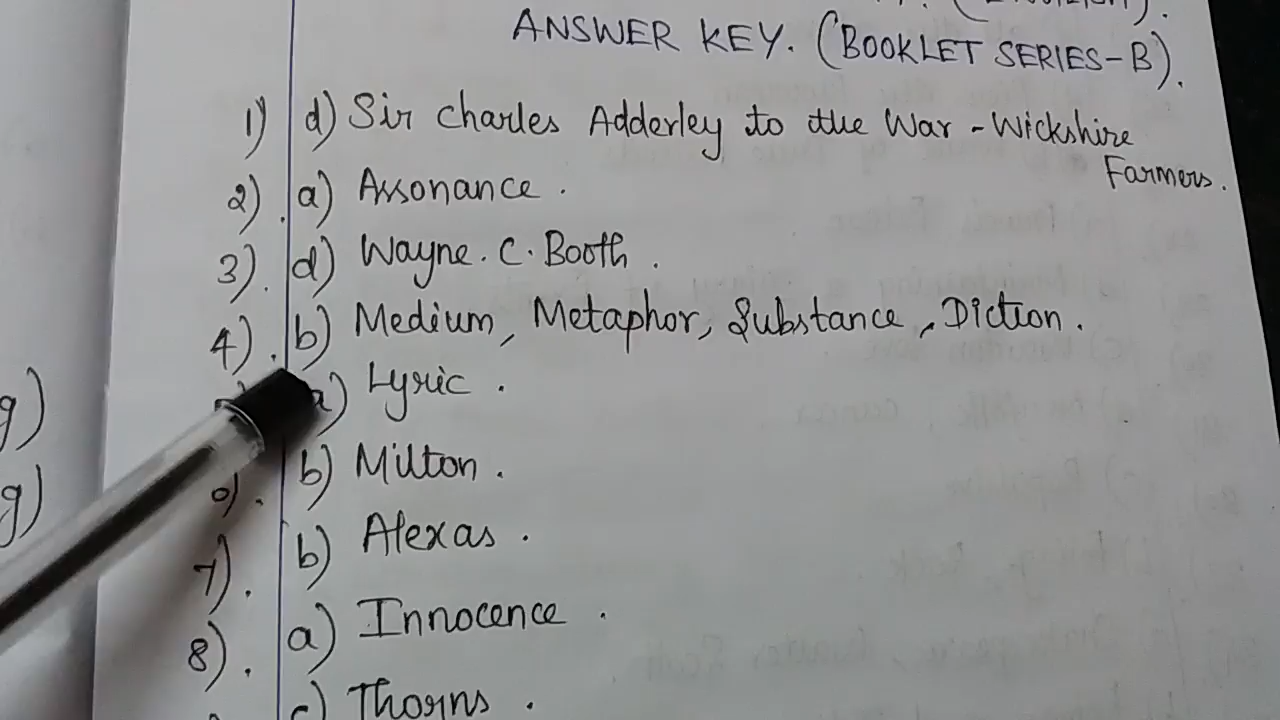 ANSWER KEY. (BOOKLET SERIES-B).
1) d) Sir Charles Adderley to the War-Wickshire
Farmers.
2). a) Assonance.
3). d) Wayne. C. Booth.
4). b) Medium, Metaphor, Substance, Diction.
a) Lyric.
b) Milton.
7). b) Alexas.
8). a) Innocence.
c) Thorns.
g)
g)